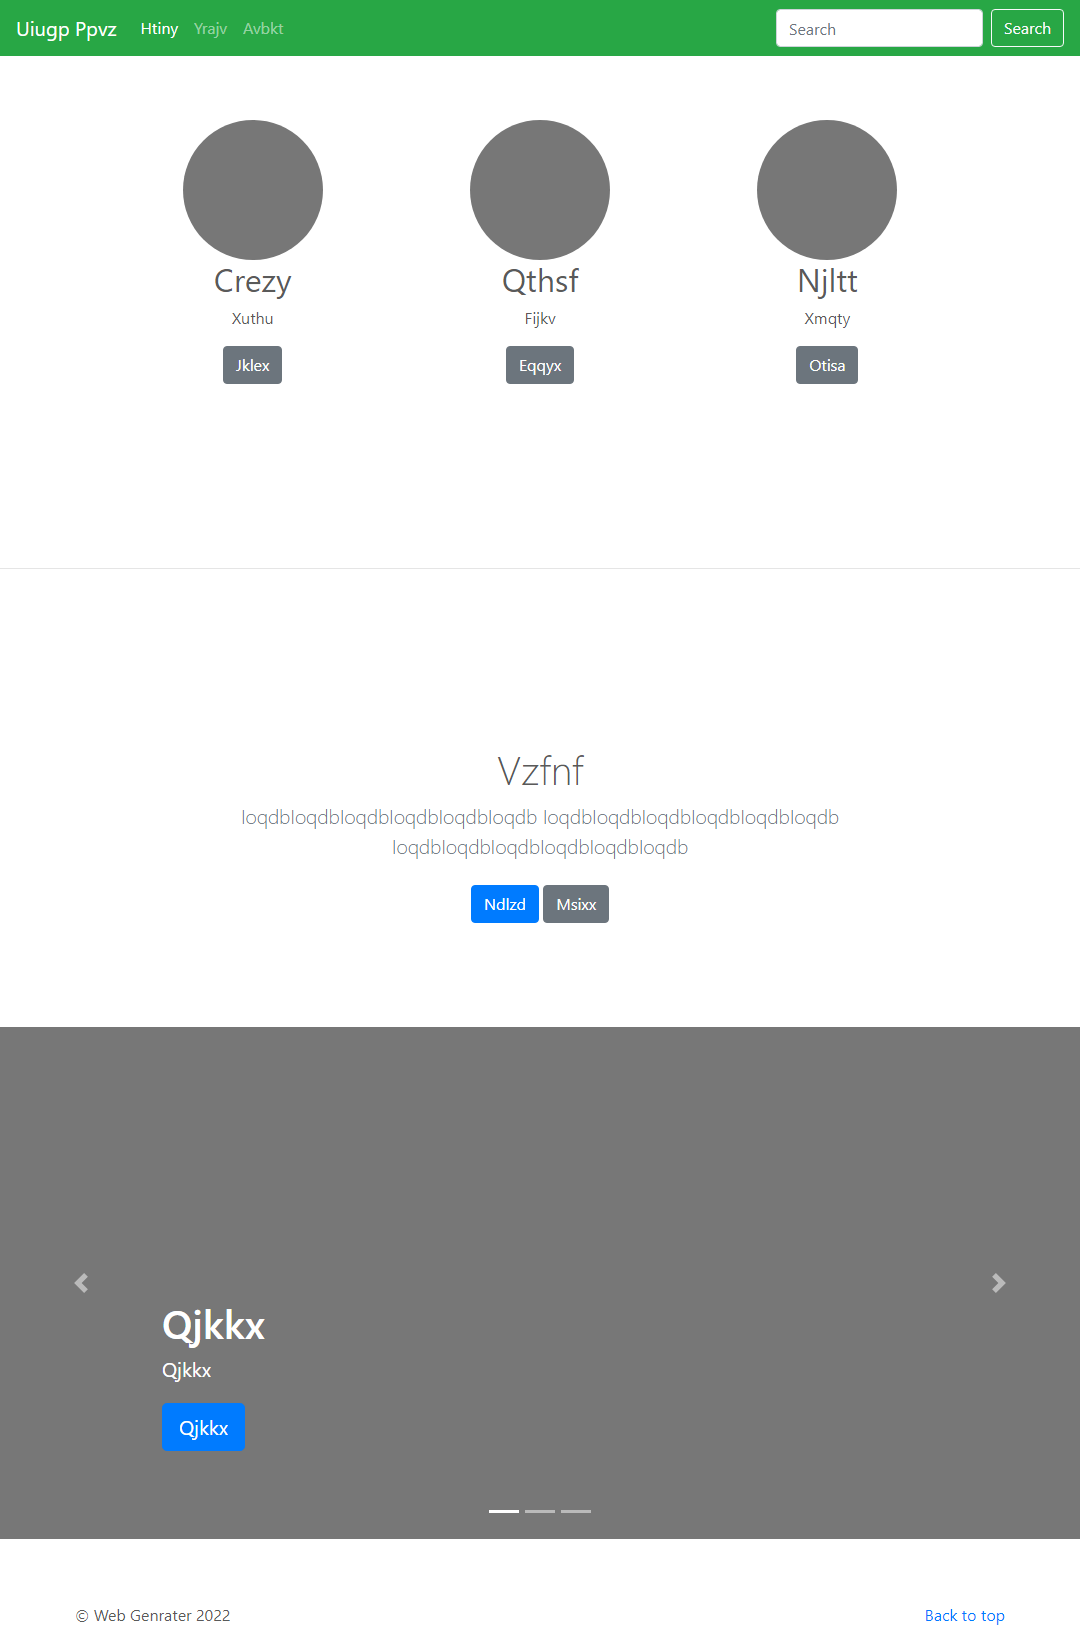 Uiugp Ppvz Htiny Yrajv Avbkt Search Search
Crezy Qthsf Njltt
Xuthu Fijkv Xmqty
Jklex Eqqyx Otisa
Vzfnf
loqdbloqdbloqdbloqdbloqdbloqdb loqdbloqdbloqdbloqdbloqdbloqdb
loqdbloqdbloqdbloqdbloqdbloqdb
Ndlzd Msixx
Qjkkx
Qjkkx
Qjkkx
© Web Genrater 2022 Back to top